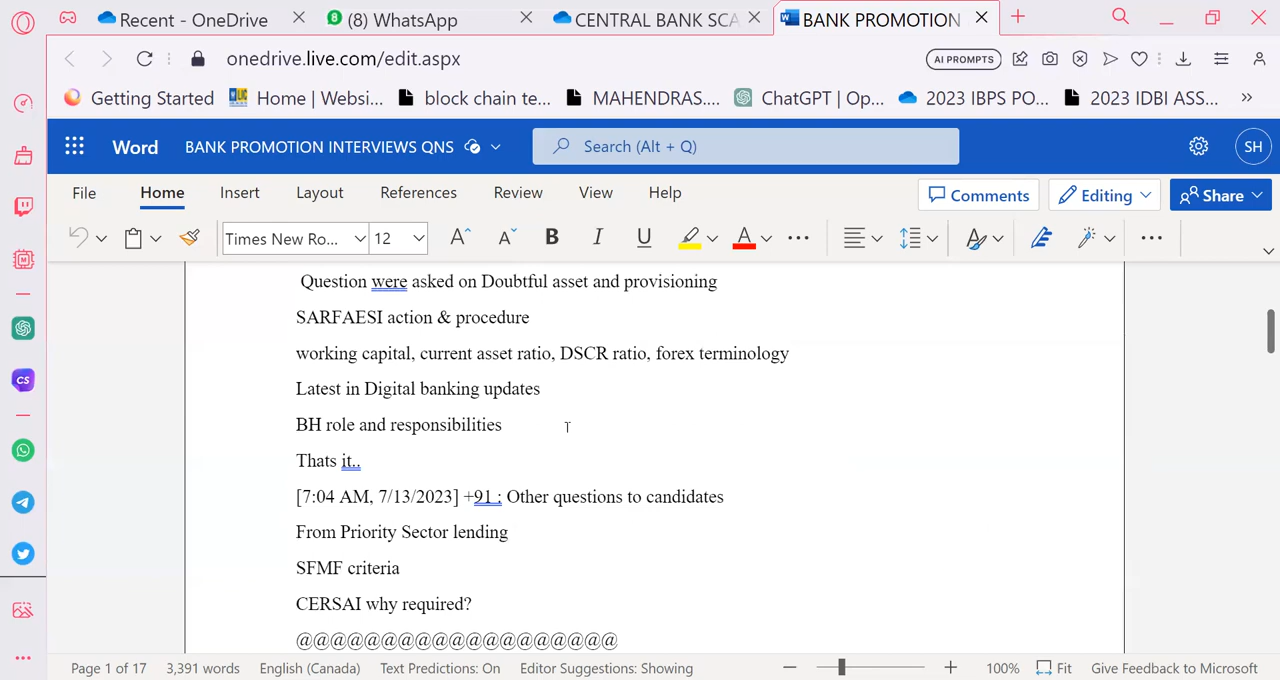 Recent - OneDrive
8 (8) WhatsApp
CENTRAL BANK SCA
BANK PROMOTION
onedrive.live.com/edit.aspx
AI PROMPTS
Getting Started
LIC Home | Websi...
block chain te...
MAHENDRAS....
ChatGPT | Op...
2023 IBPS PO...
2023 IDBI ASS...
Word
BANK PROMOTION INTERVIEWS QNS
Search (Alt + Q)
SH
File Home Insert Layout References Review View Help
Comments
Editing
Share
Times New Ro...
12
A A B I U A
Question were asked on Doubtful asset and provisioning
SARFAESI action & procedure
working capital, current asset ratio, DSCR ratio, forex terminology
Latest in Digital banking updates
BH role and responsibilities
Thats it..
[7:04 AM, 7/13/2023] +91 : Other questions to candidates
From Priority Sector lending
SFMF criteria
CERSAI why required?
@@@@@@@@@@@@@@@@@@@
CS
Page 1 of 17 3,391 words English (Canada) Text Predictions: On Editor Suggestions: Showing
100% Fit Give Feedback to Microsoft